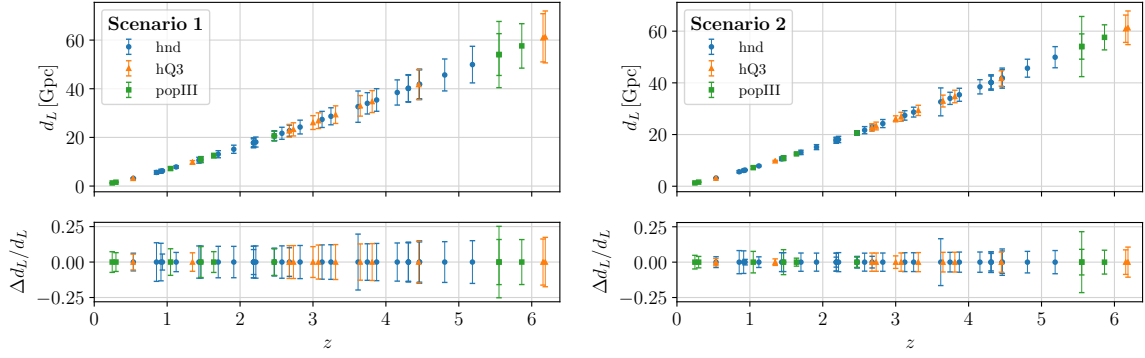 Scenario 1
hnd
hQ3
popIII
d_L [Gpc]
60
40
20
0
Δd_L/d_L
0.25
0.00
−0.25
0 1 2 3 4 5 6
z
Scenario 2
hnd
hQ3
popIII
d_L [Gpc]
60
40
20
0
Δd_L/d_L
0.25
0.00
−0.25
0 1 2 3 4 5 6
z